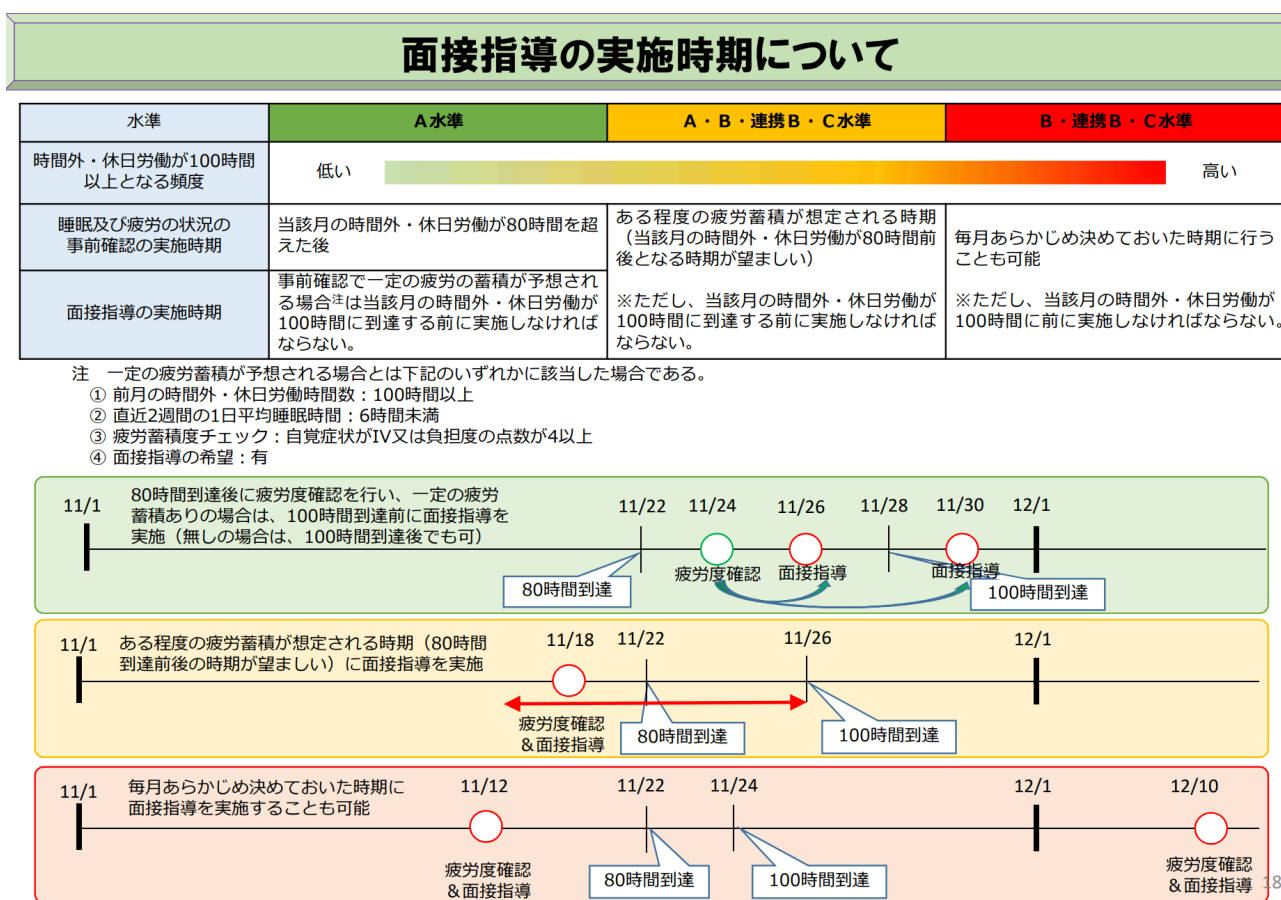 面接指導の実施時期について
水準
A水準
A・B・連携B・C水準
B・連携B・C水準
時間外・休日労働が100時間
以上となる頻度
低い
高い
睡眠及び疲労の状況の
事前確認の実施時期
当該月の時間外・休日労働が80時間を超
えた後
ある程度の疲労蓄積が想定される時期
（当該月の時間外・休日労働が80時間前
後となる時期が望ましい）
※ただし、当該月の時間外・休日労働が
100時間に到達する前に実施しなければ
ならない。
毎月あらかじめ決めておいた時期に行う
ことも可能
※ただし、当該月の時間外・休日労働が
100時間に前に実施しなければならない。
面接指導の実施時期
事前確認で一定の疲労の蓄積が予想され
る場合注は当該月の時間外・休日労働が
100時間に到達する前に実施しなければ
ならない。
注　一定の疲労蓄積が予想される場合とは下記のいずれかに該当した場合である。
① 前月の時間外・休日労働時間数：100時間以上
② 直近2週間の1日平均睡眠時間：6時間未満
③ 疲労蓄積度チェック：自覚症状がIV又は負担度の点数が4以上
④ 面接指導の希望：有
11/1
80時間到達後に疲労度確認を行い、一定の疲労
蓄積ありの場合は、100時間到達前に面接指導を
実施（無しの場合は、100時間到達後でも可）
11/22
11/24
11/26
11/28
11/30
12/1
疲労度確認
面接指導
面接指導
80時間到達
100時間到達
11/1
ある程度の疲労蓄積が想定される時期（80時間
到達前後の時期が望ましい）に面接指導を実施
11/18
11/22
11/26
12/1
疲労度確認
＆面接指導
80時間到達
100時間到達
11/1
毎月あらかじめ決めておいた時期に
面接指導を実施することも可能
11/12
11/22
11/24
12/1
12/10
疲労度確認
＆面接指導
80時間到達
100時間到達
疲労度確認
＆面接指導
18